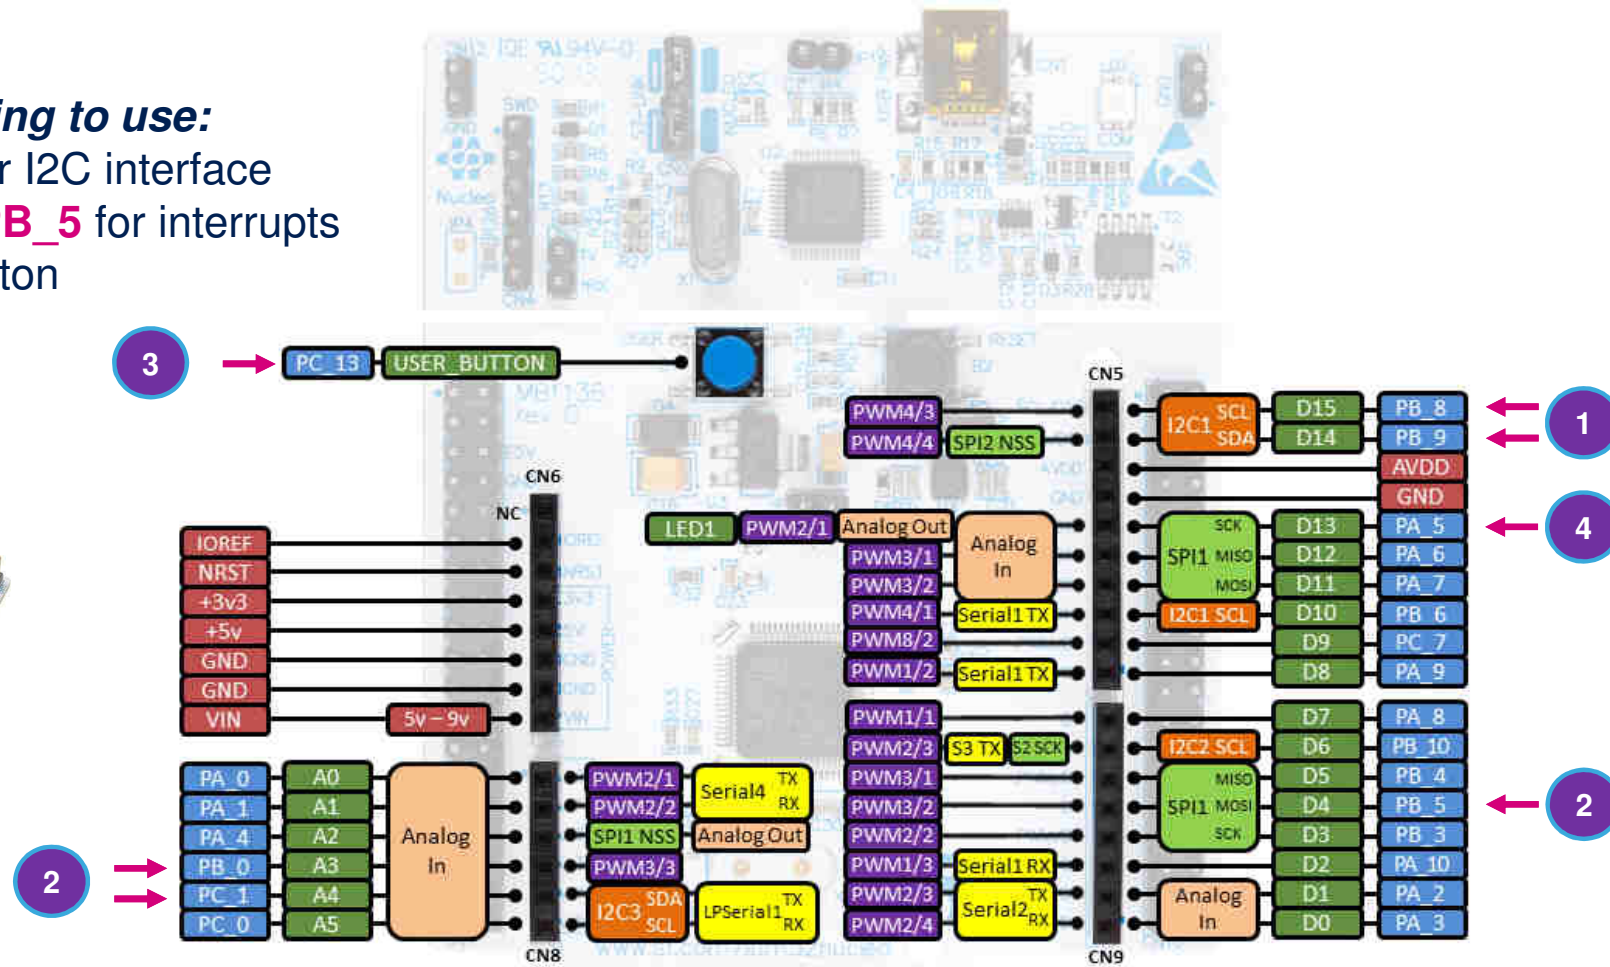 ing to use:
r I2C interface
PB_5 for interrupts
ton
3 PC_13 USER_BUTTON
CN5
PWM4/3 I2C1 SCL D15 PB_8
PWM4/4 SPI2 NSS SDA D14 PB_9
1
AVDD
GND
CN6
NC
LED1 PWM2/1 Analog Out Analog In SPI1 SCK D13 PA_5 4
PWM3/1 MISO D12 PA_6
PWM3/2 MOSI D11 PA_7
PWM4/1 Serial1 TX I2C1 SCL D10 PB_6
PWM8/2 D9 PC_7
PWM1/2 Serial1 TX D8 PA_9
IOREF
NRST
+3v3
+5v
GND
GND
VIN 5v – 9v
PWM1/1 D7 PA_8
PWM2/3 S3 TX S2 SCK I2C2 SCL D6 PB_10
PWM3/1 SPI1 MISO D5 PB_4
PWM3/2 MOSI D4 PB_5 2
PWM2/2 SCK D3 PB_3
PWM1/3 Serial1 RX D2 PA_10
PWM2/3 Serial2 TX Analog In D1 PA_2
PWM2/4 RX D0 PA_3
CN9
PA_0 A0 Analog In PWM2/1 Serial4 TX
PA_1 A1 PWM2/2 RX
PA_4 A2 SPI1 NSS Analog Out
2 PB_0 A3 PWM3/3
PC_1 A4 I2C3 SDA LPSerial1 TX
PC_0 A5 SCL RX
CN8